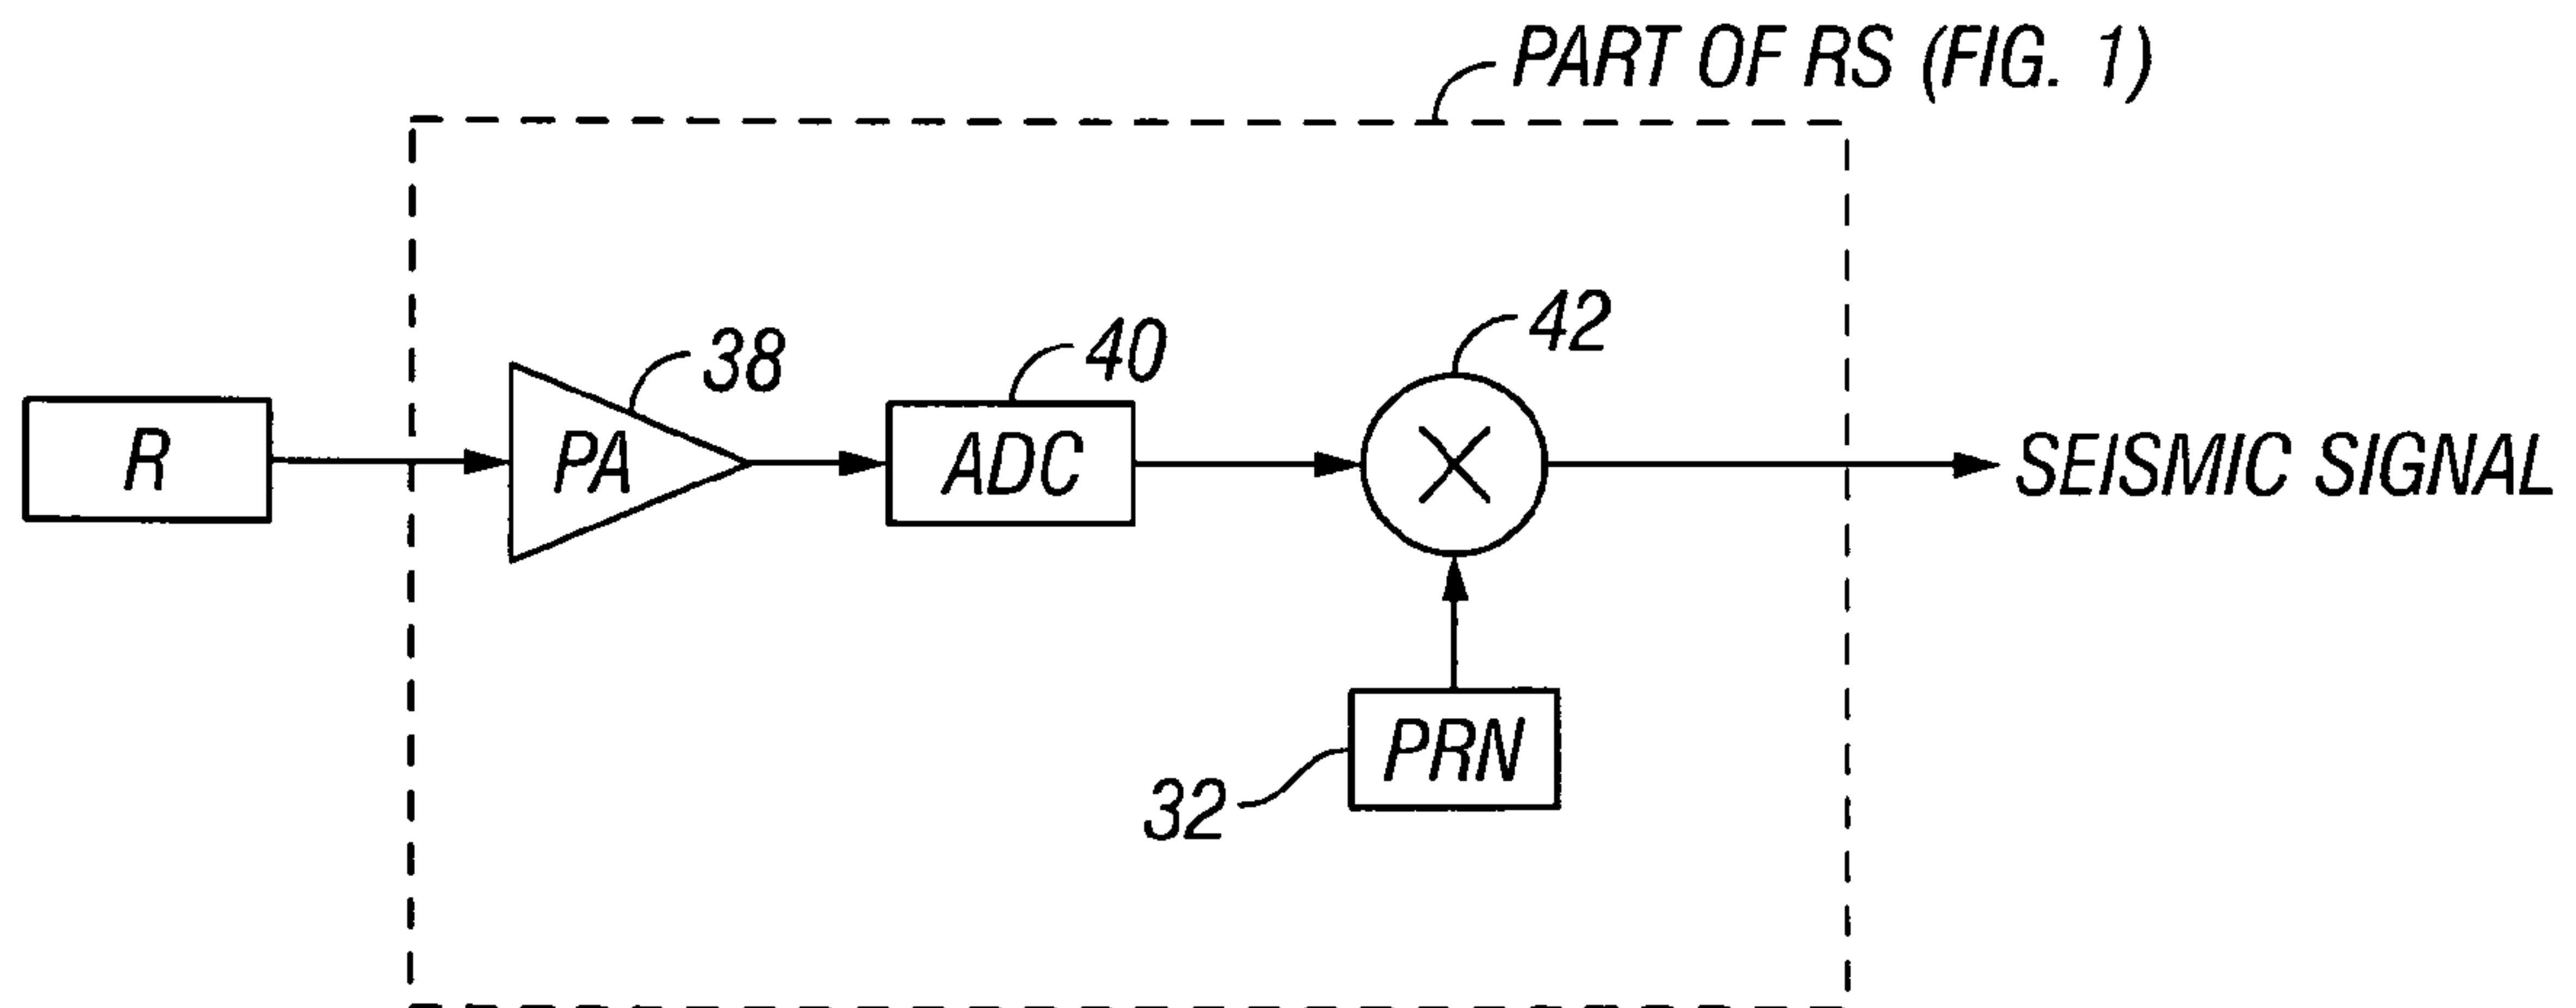 PART OF RS (FIG. 1)
38
40
42
R
PA
ADC
SEISMIC SIGNAL
PRN
32